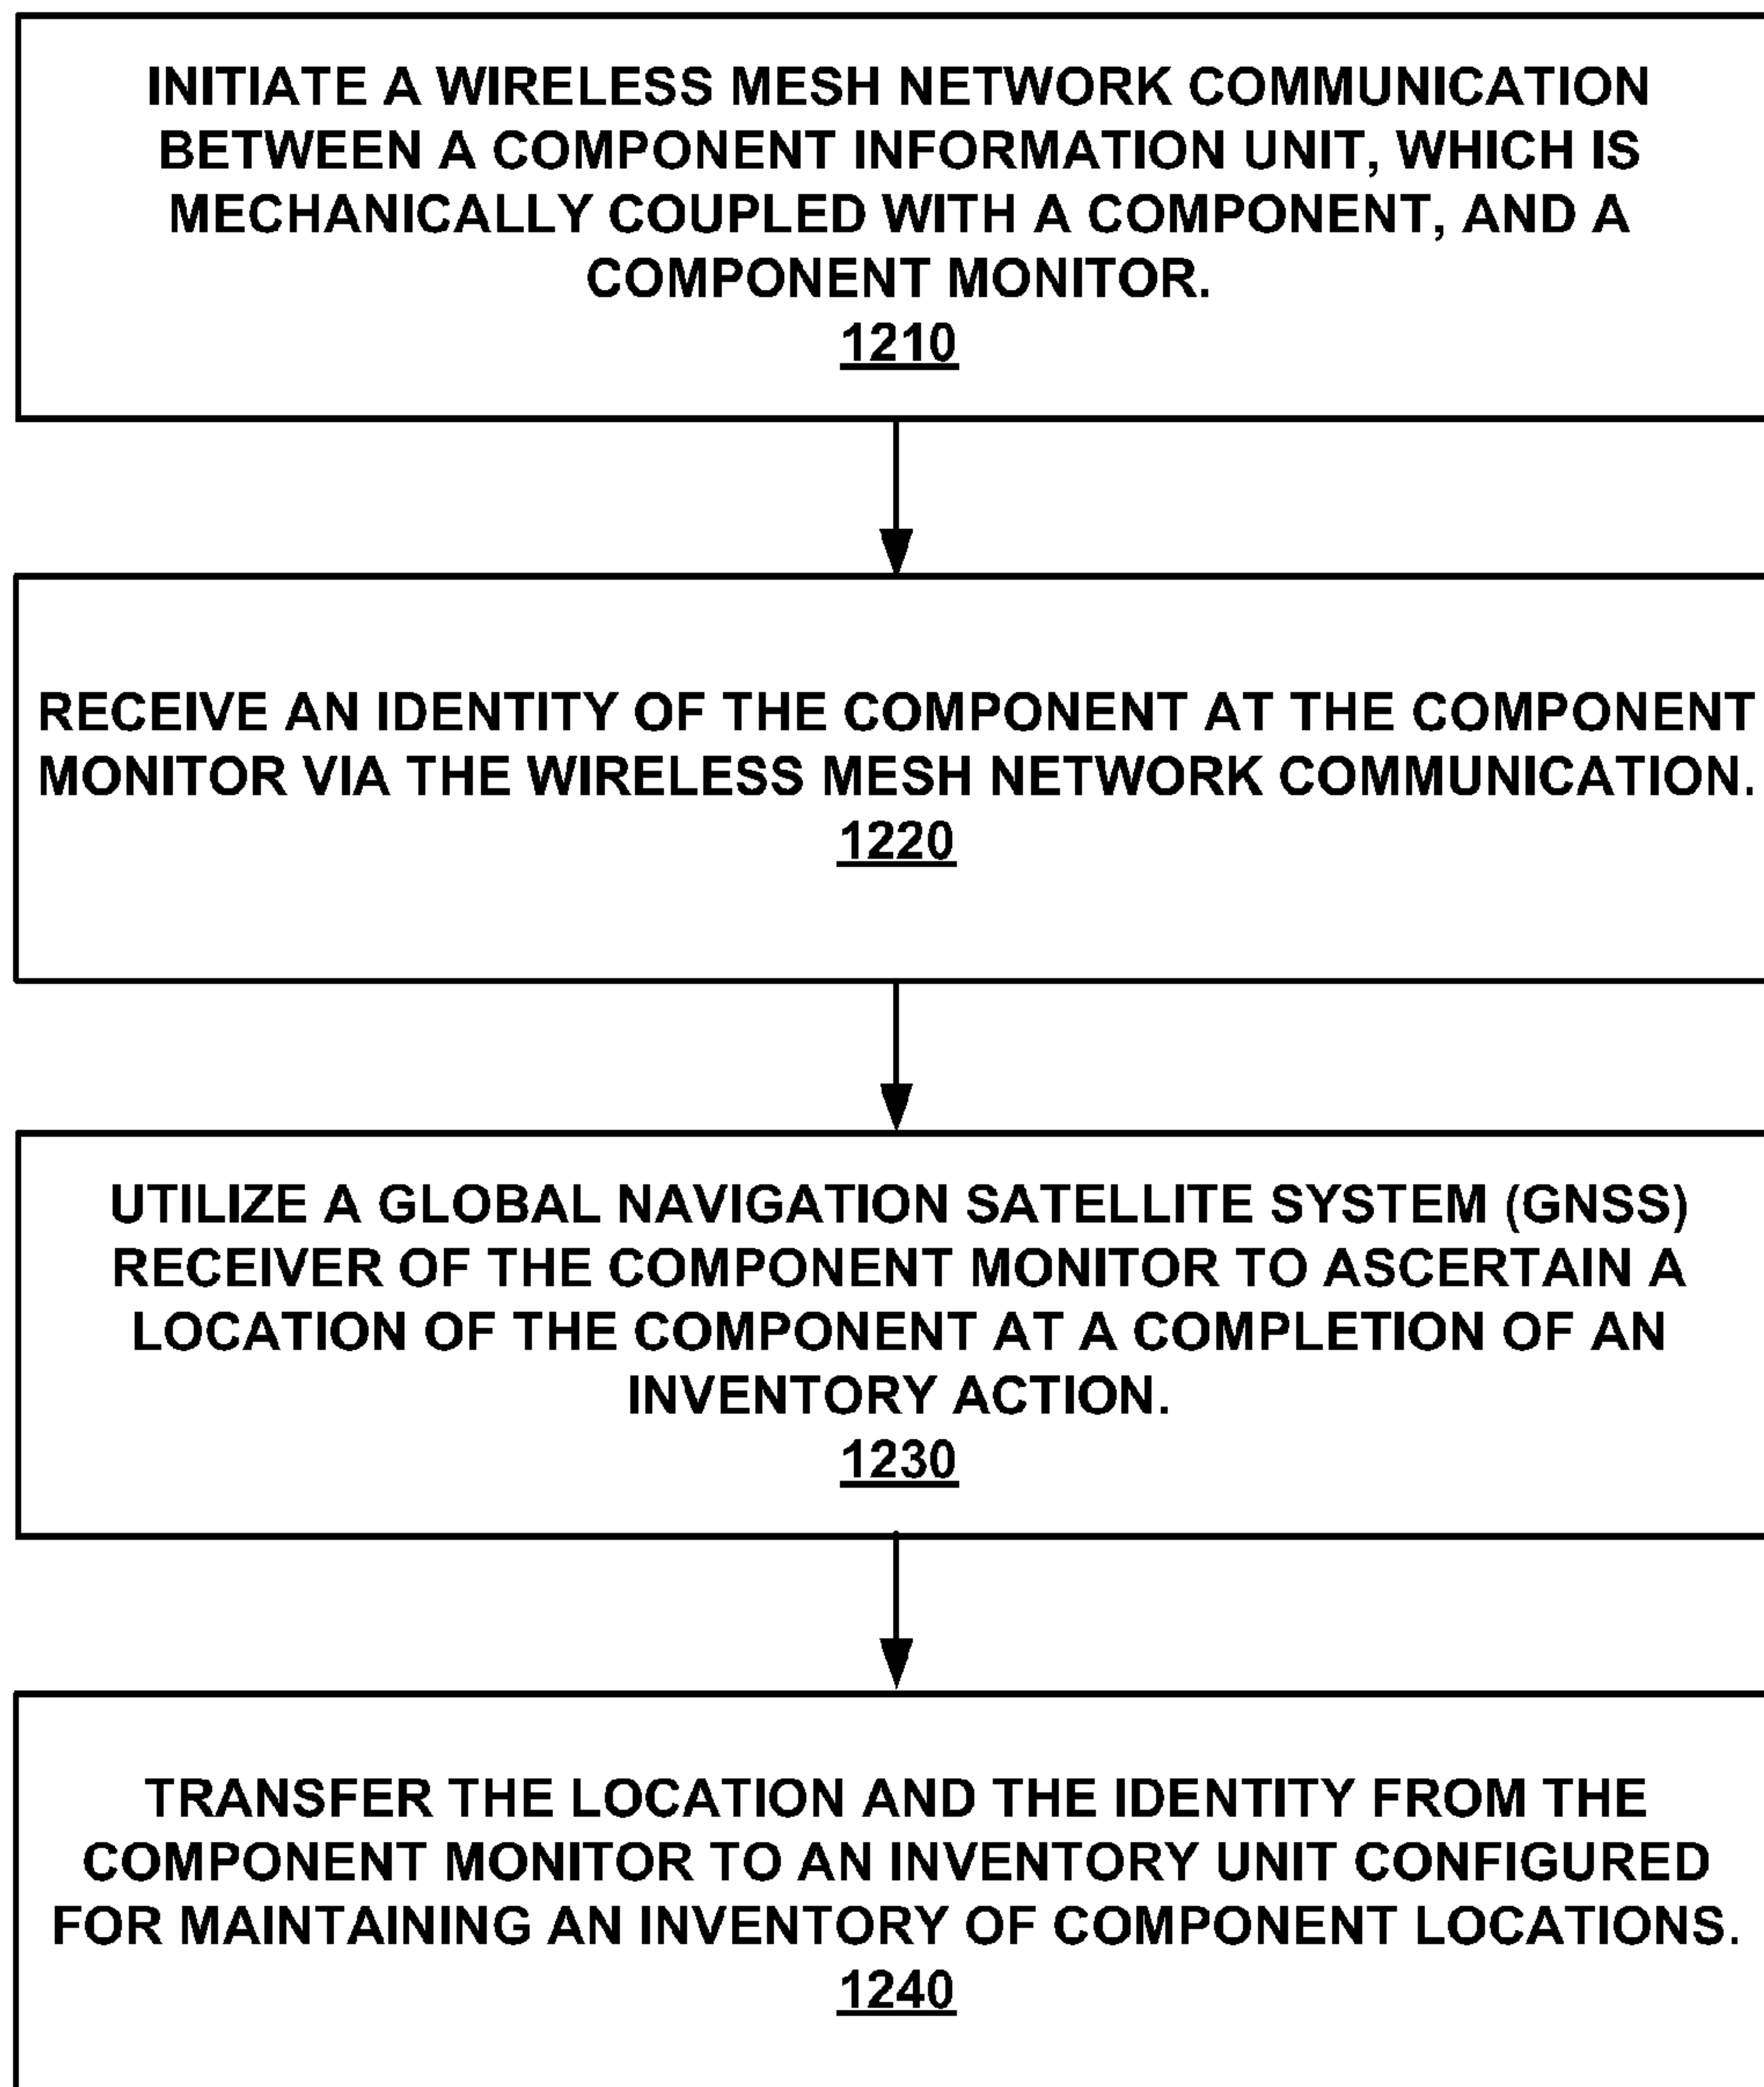 INITIATE A WIRELESS MESH NETWORK COMMUNICATION
BETWEEN A COMPONENT INFORMATION UNIT, WHICH IS
MECHANICALLY COUPLED WITH A COMPONENT, AND A
COMPONENT MONITOR.
1210
RECEIVE AN IDENTITY OF THE COMPONENT AT THE COMPONENT
MONITOR VIA THE WIRELESS MESH NETWORK COMMUNICATION.
1220
UTILIZE A GLOBAL NAVIGATION SATELLITE SYSTEM (GNSS)
RECEIVER OF THE COMPONENT MONITOR TO ASCERTAIN A
LOCATION OF THE COMPONENT AT A COMPLETION OF AN
INVENTORY ACTION.
1230
TRANSFER THE LOCATION AND THE IDENTITY FROM THE
COMPONENT MONITOR TO AN INVENTORY UNIT CONFIGURED
FOR MAINTAINING AN INVENTORY OF COMPONENT LOCATIONS.
1240